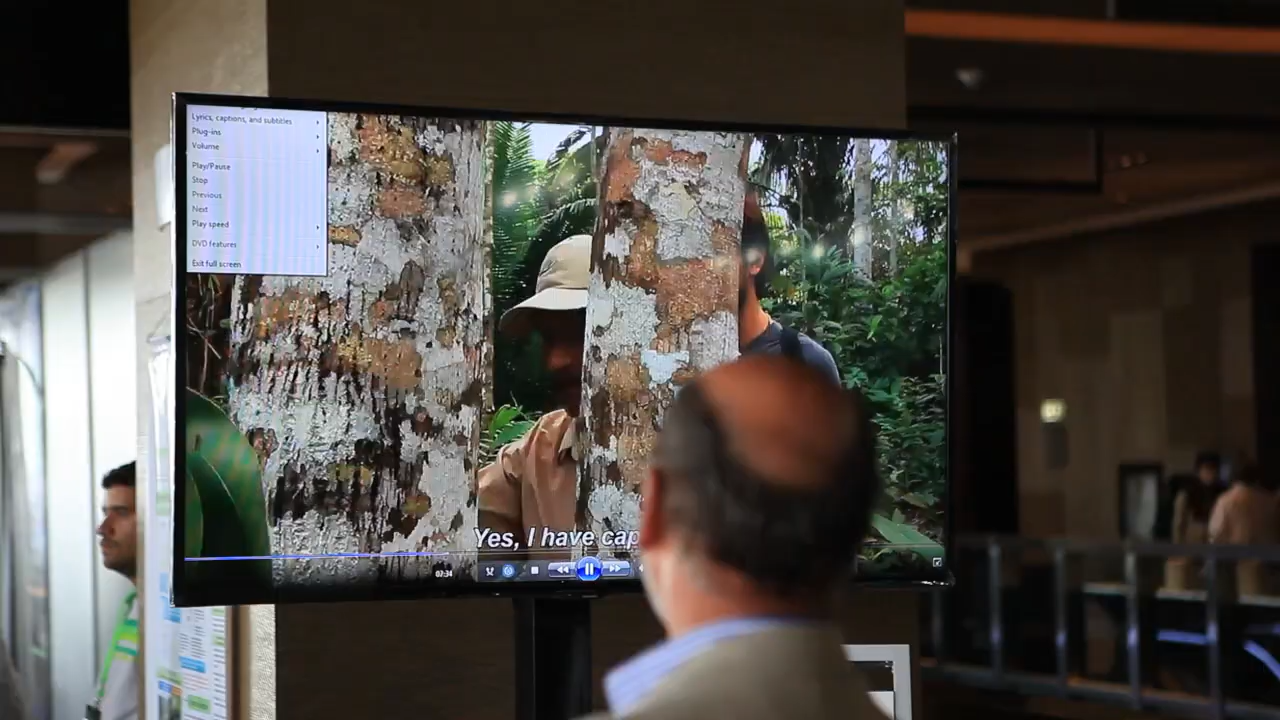 Lyrics, captions, and subtitles
Plug-ins
Volume
Play/Pause
Stop
Previous
Next
Play speed
DVD features
Exit full screen
Yes, I have
07:34